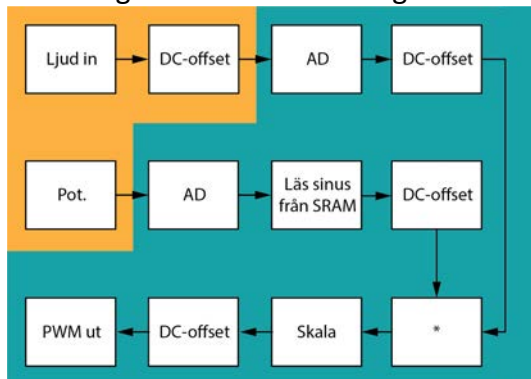 Ljud in
DC-offset
AD
DC-offset
Pot.
AD
Läs sinus
från SRAM
DC-offset
PWM ut
DC-offset
Skala
*